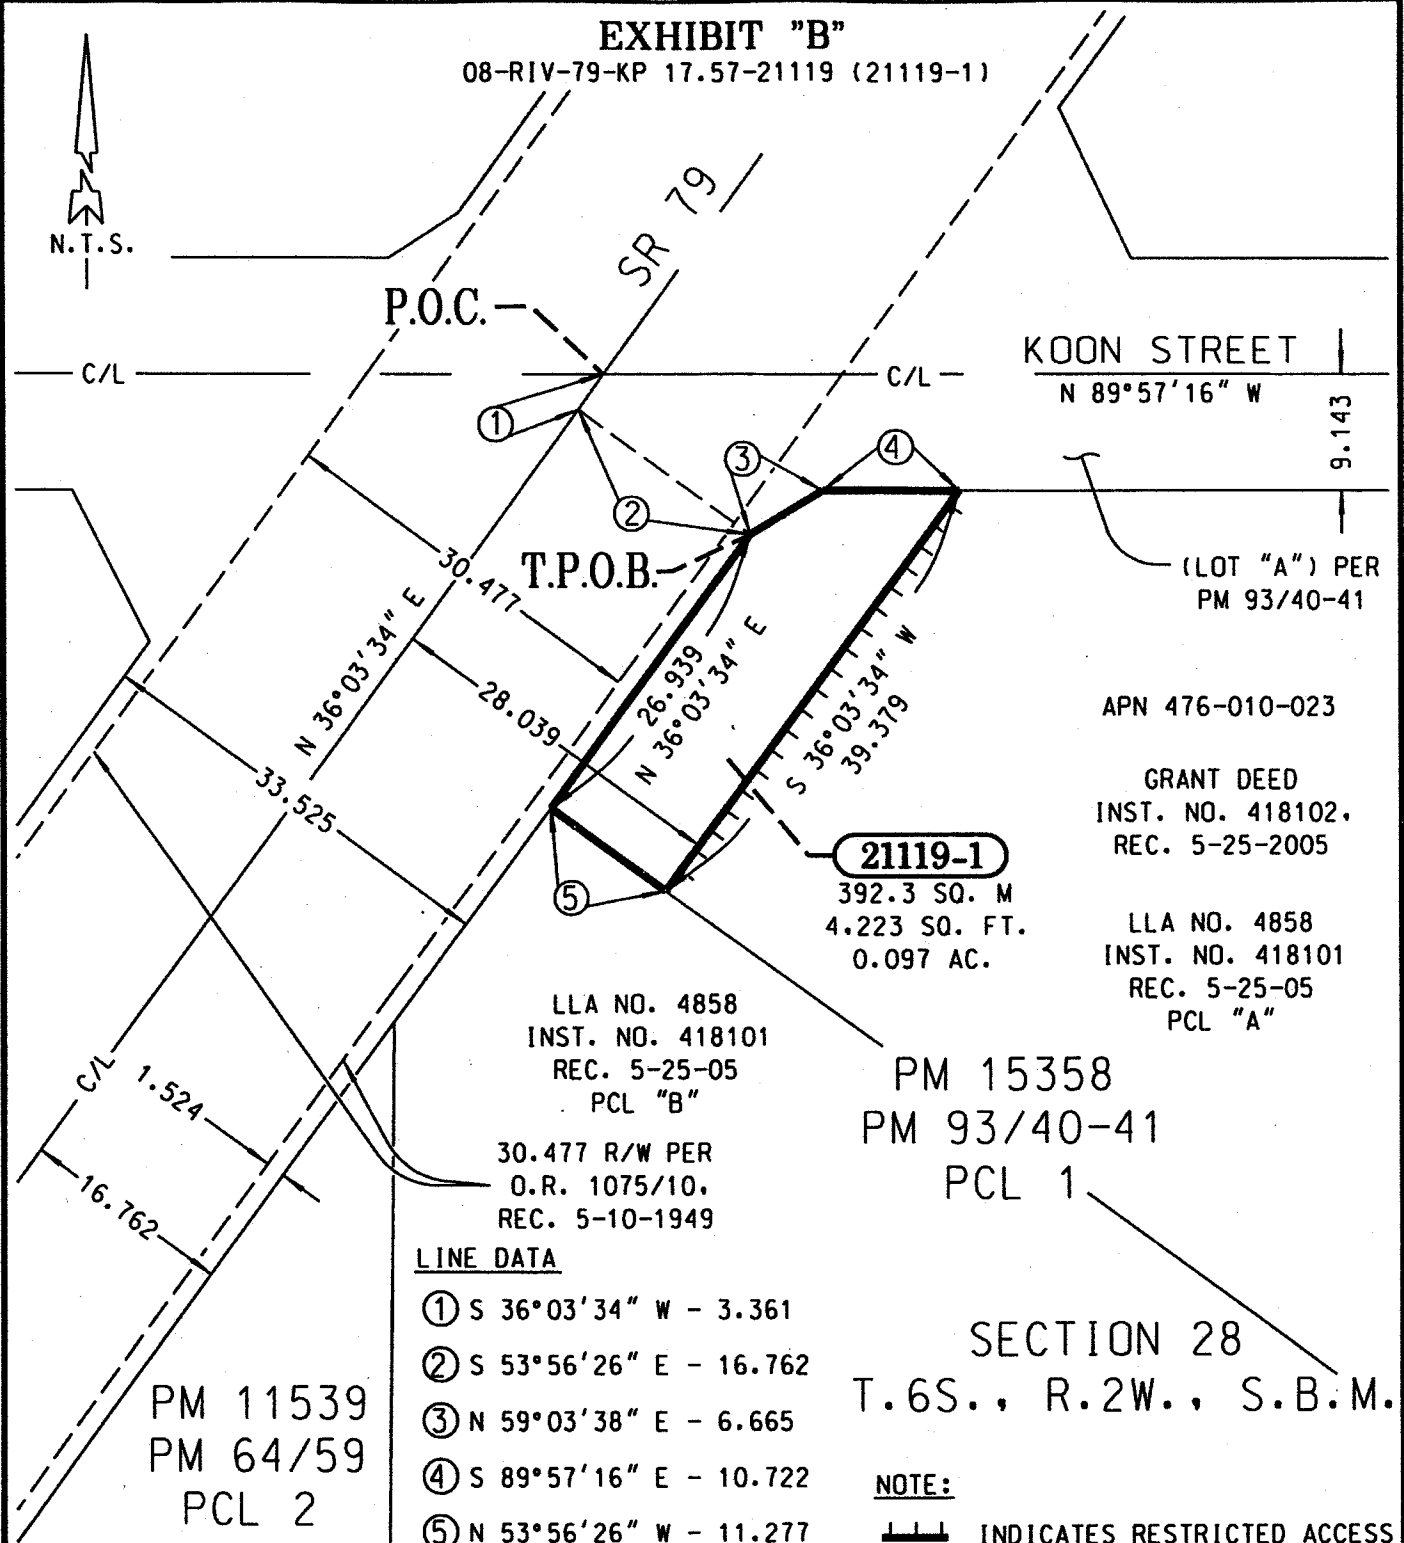 EXHIBIT "B"
08-RIV-79-KP 17.57-21119 (21119-1)
N.T.S.
SR 79
P.O.C.
C/L
C/L
KOON STREET
N 89°57'16" W
9.143
1
3
4
2
T.P.O.B.
30.477
(LOT "A") PER
PM 93/40-41
N 36°03'34" E
28.039
26.939
N 36°03'34" E
S 36°03'34" W
39.379
APN 476-010-023
33.525
GRANT DEED
INST. NO. 418102.
REC. 5-25-2005
21119-1
392.3 SQ. M
4.223 SQ. FT.
0.097 AC.
5
LLA NO. 4858
INST. NO. 418101
REC. 5-25-05
PCL "A"
LLA NO. 4858
INST. NO. 418101
REC. 5-25-05
PCL "B"
C/L
1.524
16.762
PM 15358
PM 93/40-41
PCL 1
30.477 R/W PER
O.R. 1075/10.
REC. 5-10-1949
LINE DATA
1 S 36°03'34" W - 3.361
2 S 53°56'26" E - 16.762
3 N 59°03'38" E - 6.665
4 S 89°57'16" E - 10.722
5 N 53°56'26" W - 11.277
SECTION 28
T.6S., R.2W., S.B.M.
PM 11539
PM 64/59
PCL 2
NOTE:
INDICATES RESTRICTED ACCESS